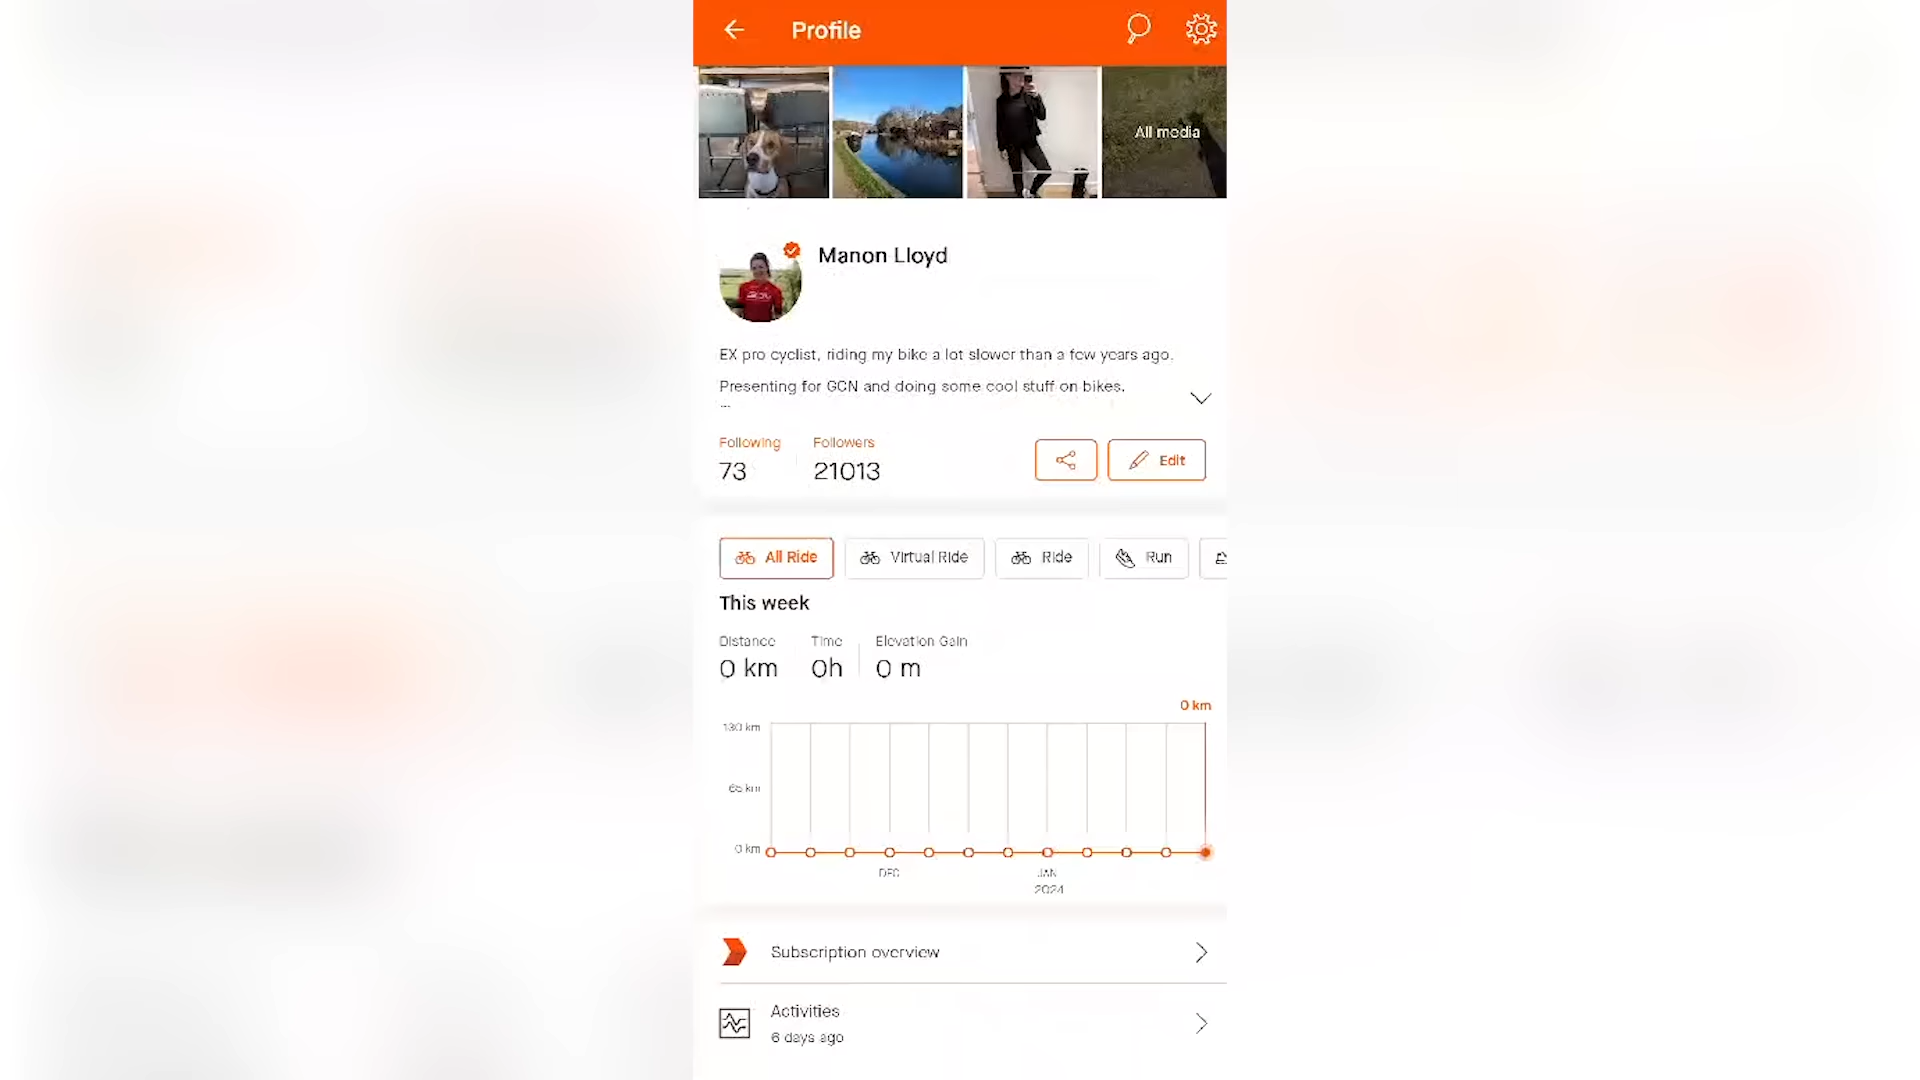 Profile
All media
Manon Lloyd
EX pro cyclist, riding my bike a lot slower than a few years ago.
Presenting for GCN and doing some cool stuff on bikes.
...
Following
73
Followers
21013
Edit
All Ride
Virtual Ride
Ride
Run
This week
Distance
0 km
Time
0h
Elevation Gain
0 m
0 km
130 km
65 km
0 km
DEC
JAN
2024
Subscription overview
Activities
6 days ago